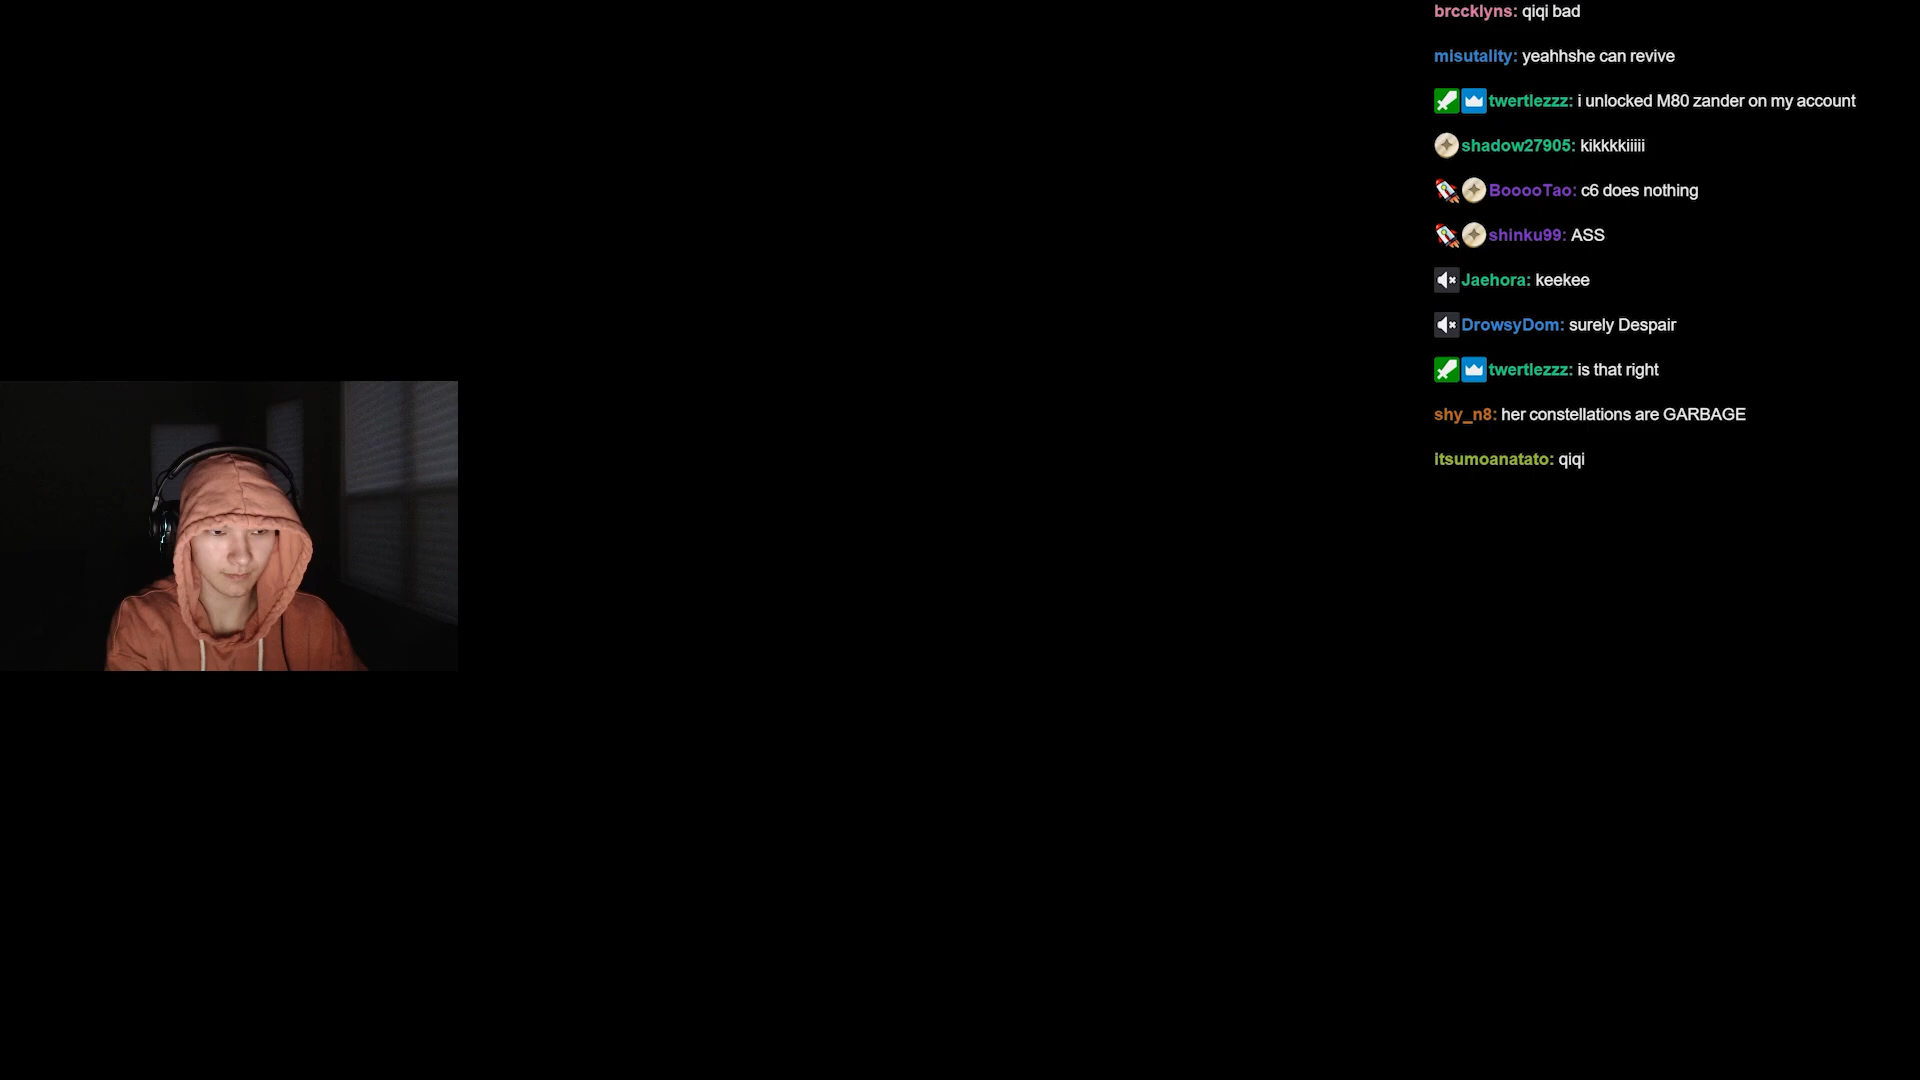 brccklyns: qiqi bad
misutality: yeahhshe can revive
twertlezzz: i unlocked M80 zander on my account
shadow27905: kikkkkiiiii
BooooTao: c6 does nothing
shinku99: ASS
Jaehora: keekee
DrowsyDom: surely Despair
twertlezzz: is that right
shy_n8: her constellations are GARBAGE
itsumoanatato: qiqi